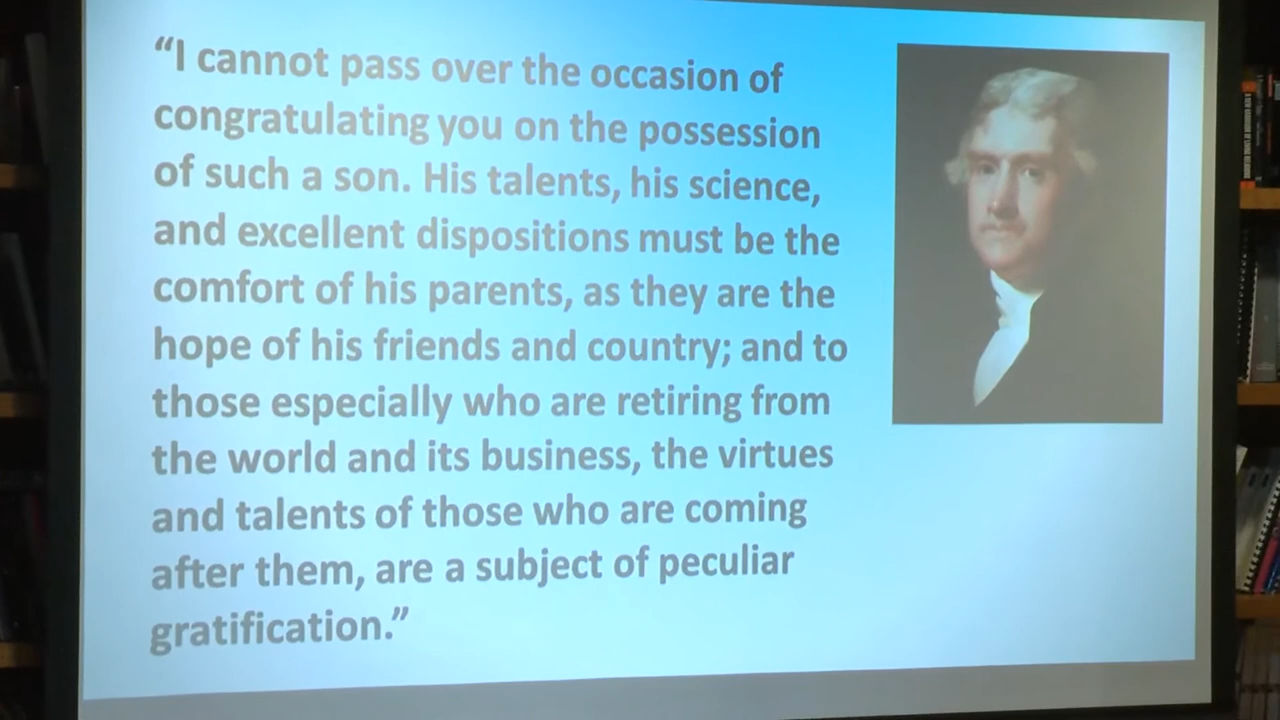 “I cannot pass over the occasion of
congratulating you on the possession
of such a son. His talents, his science,
and excellent dispositions must be the
comfort of his parents, as they are the
hope of his friends and country; and to
those especially who are retiring from
the world and its business, the virtues
and talents of those who are coming
after them, are a subject of peculiar
gratification.”